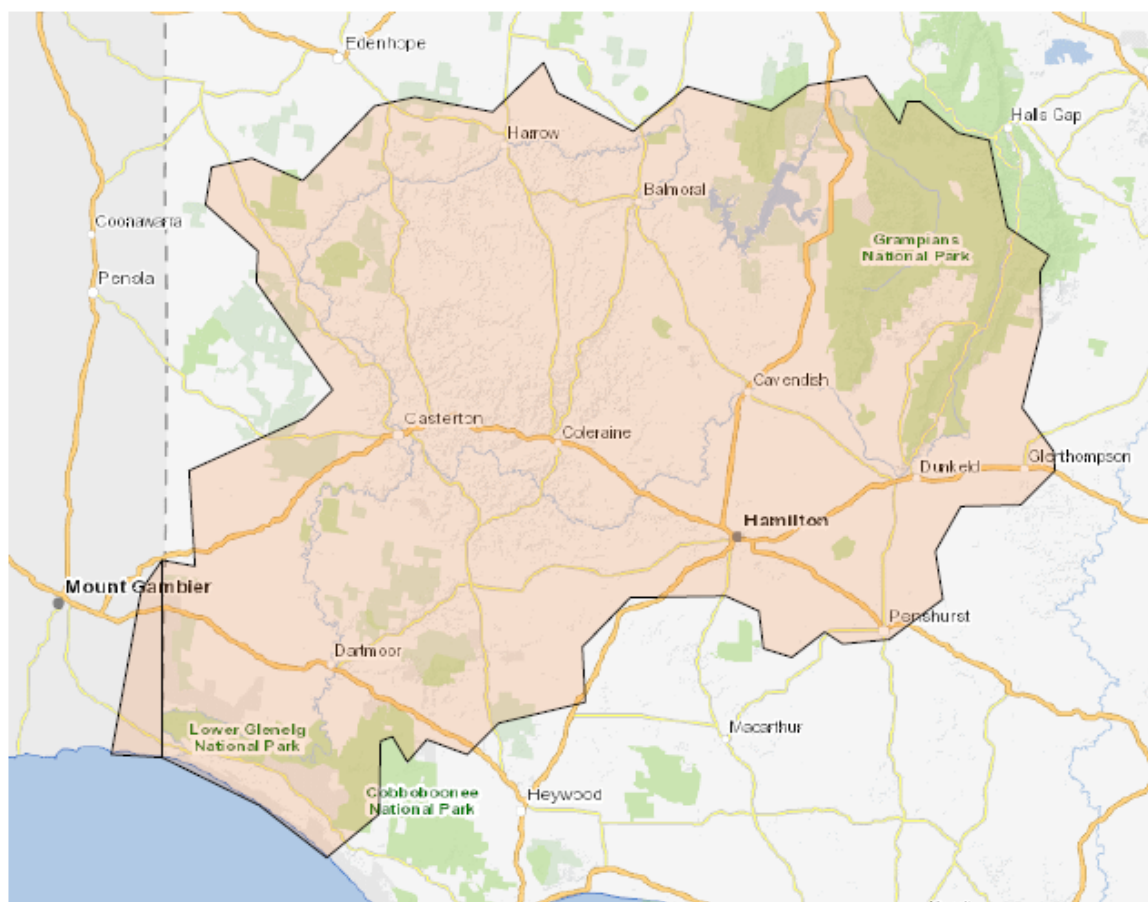 Edenhope
Halls Gap
Harrow
Balmoral
Coonawarra
Grampians
National Park
Penola
Cavendish
Casterton
Coleraine
Dunkeld
Glenthompson
Hamilton
Mount Gambier
Penshurst
Dartmoor
Macarthur
Lower Glenelg
National Park
Cobboboonee
National Park
Heywood